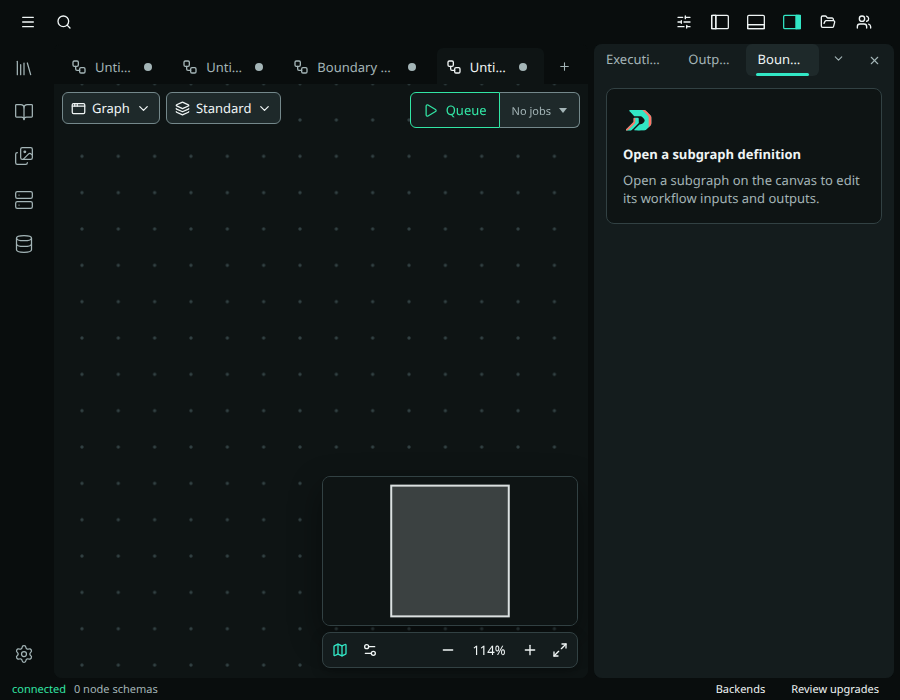 Unti...
Unti...
Boundary ...
Unti...
Executi...
Outp...
Boun...
Graph
Standard
Queue
No jobs
Open a subgraph definition
Open a subgraph on the canvas to edit
its workflow inputs and outputs.
114%
connected
0 node schemas
Backends
Review upgrades